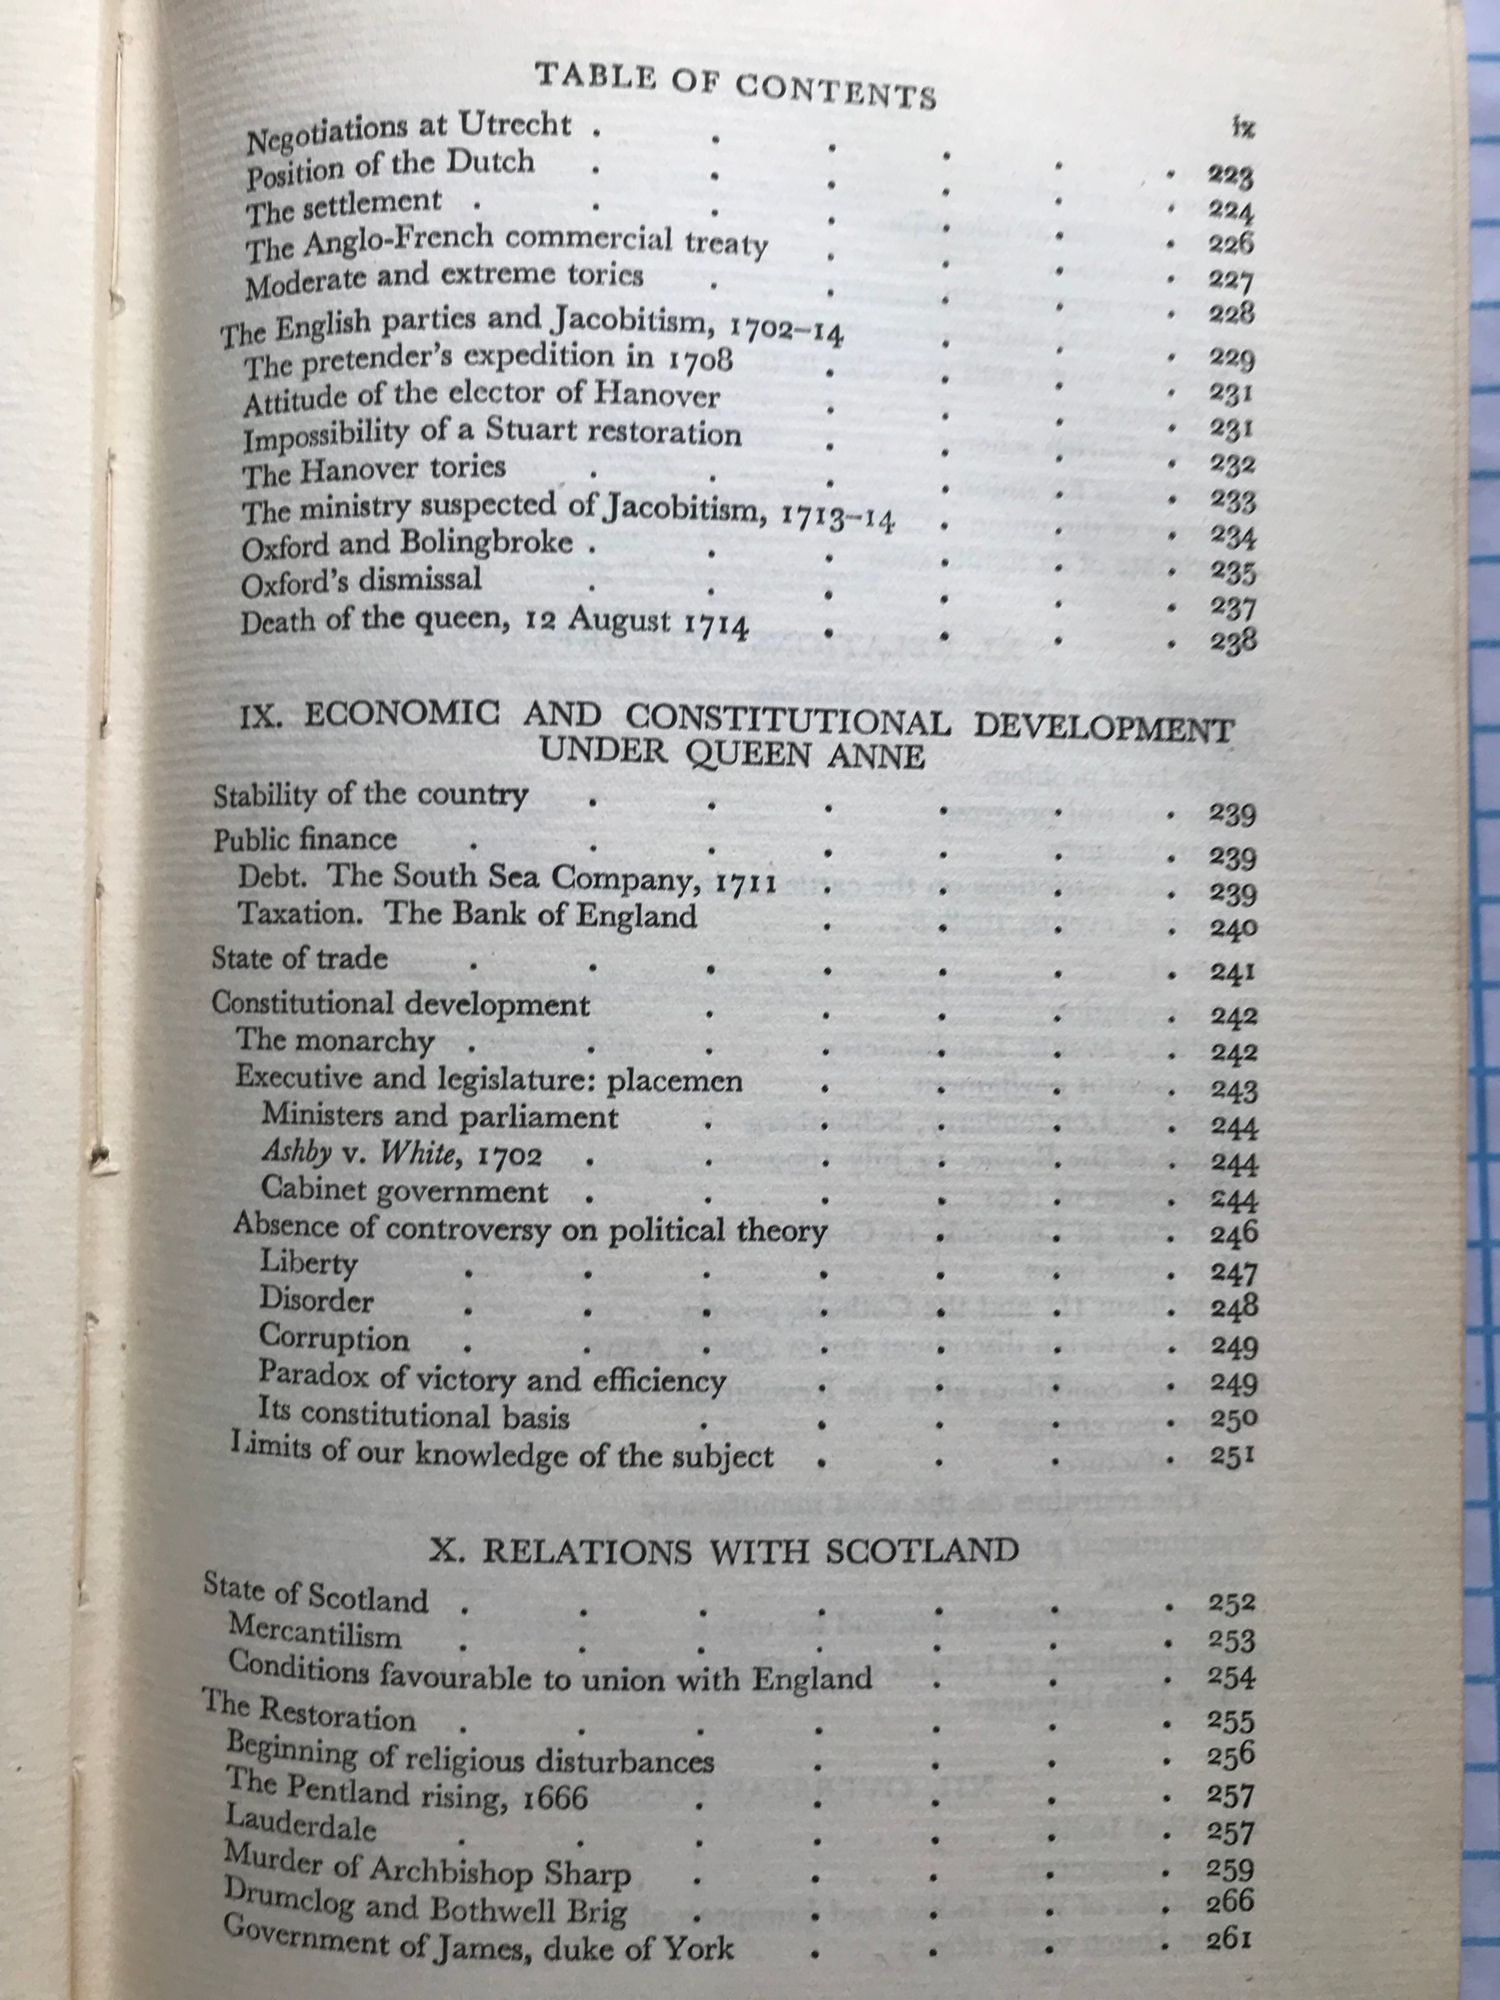 TABLE OF CONTENTS
ix
Negotiations at Utrecht . . . . . . 223
Position of the Dutch . . . . . . 224
The settlement . . . . . . . 226
The Anglo-French commercial treaty . . . . 227
Moderate and extreme tories . . . . . 228
The English parties and Jacobitism, 1702–14 . . . 229
The pretender's expedition in 1708 . . . . 231
Attitude of the elector of Hanover . . . . 231
Impossibility of a Stuart restoration . . . . 232
The Hanover tories . . . . . . 233
The ministry suspected of Jacobitism, 1713–14 . . . 234
Oxford and Bolingbroke . . . . . . 235
Oxford's dismissal . . . . . . 237
Death of the queen, 12 August 1714 . . . . 238
IX. ECONOMIC AND CONSTITUTIONAL DEVELOPMENT
UNDER QUEEN ANNE
Stability of the country . . . . . . 239
Public finance . . . . . . . 239
Debt. The South Sea Company, 1711 . . . . 239
Taxation. The Bank of England . . . . 240
State of trade . . . . . . . 241
Constitutional development . . . . . 242
The monarchy . . . . . . . 242
Executive and legislature: placemen . . . . 243
Ministers and parliament . . . . . 244
Ashby v. White, 1702 . . . . . . 244
Cabinet government . . . . . . 244
Absence of controversy on political theory . . . 246
Liberty . . . . . . . 247
Disorder . . . . . . . 248
Corruption . . . . . . . 249
Paradox of victory and efficiency . . . . 249
Its constitutional basis . . . . . 250
Limits of our knowledge of the subject . . . . 251
X. RELATIONS WITH SCOTLAND
State of Scotland . . . . . . . 252
Mercantilism . . . . . . . 253
Conditions favourable to union with England . . . 254
The Restoration . . . . . . . 255
Beginning of religious disturbances . . . . 256
The Pentland rising, 1666 . . . . . 257
Lauderdale . . . . . . . 257
Murder of Archbishop Sharp . . . . . 259
Drumclog and Bothwell Brig . . . . . 266
Government of James, duke of York . . . . 261